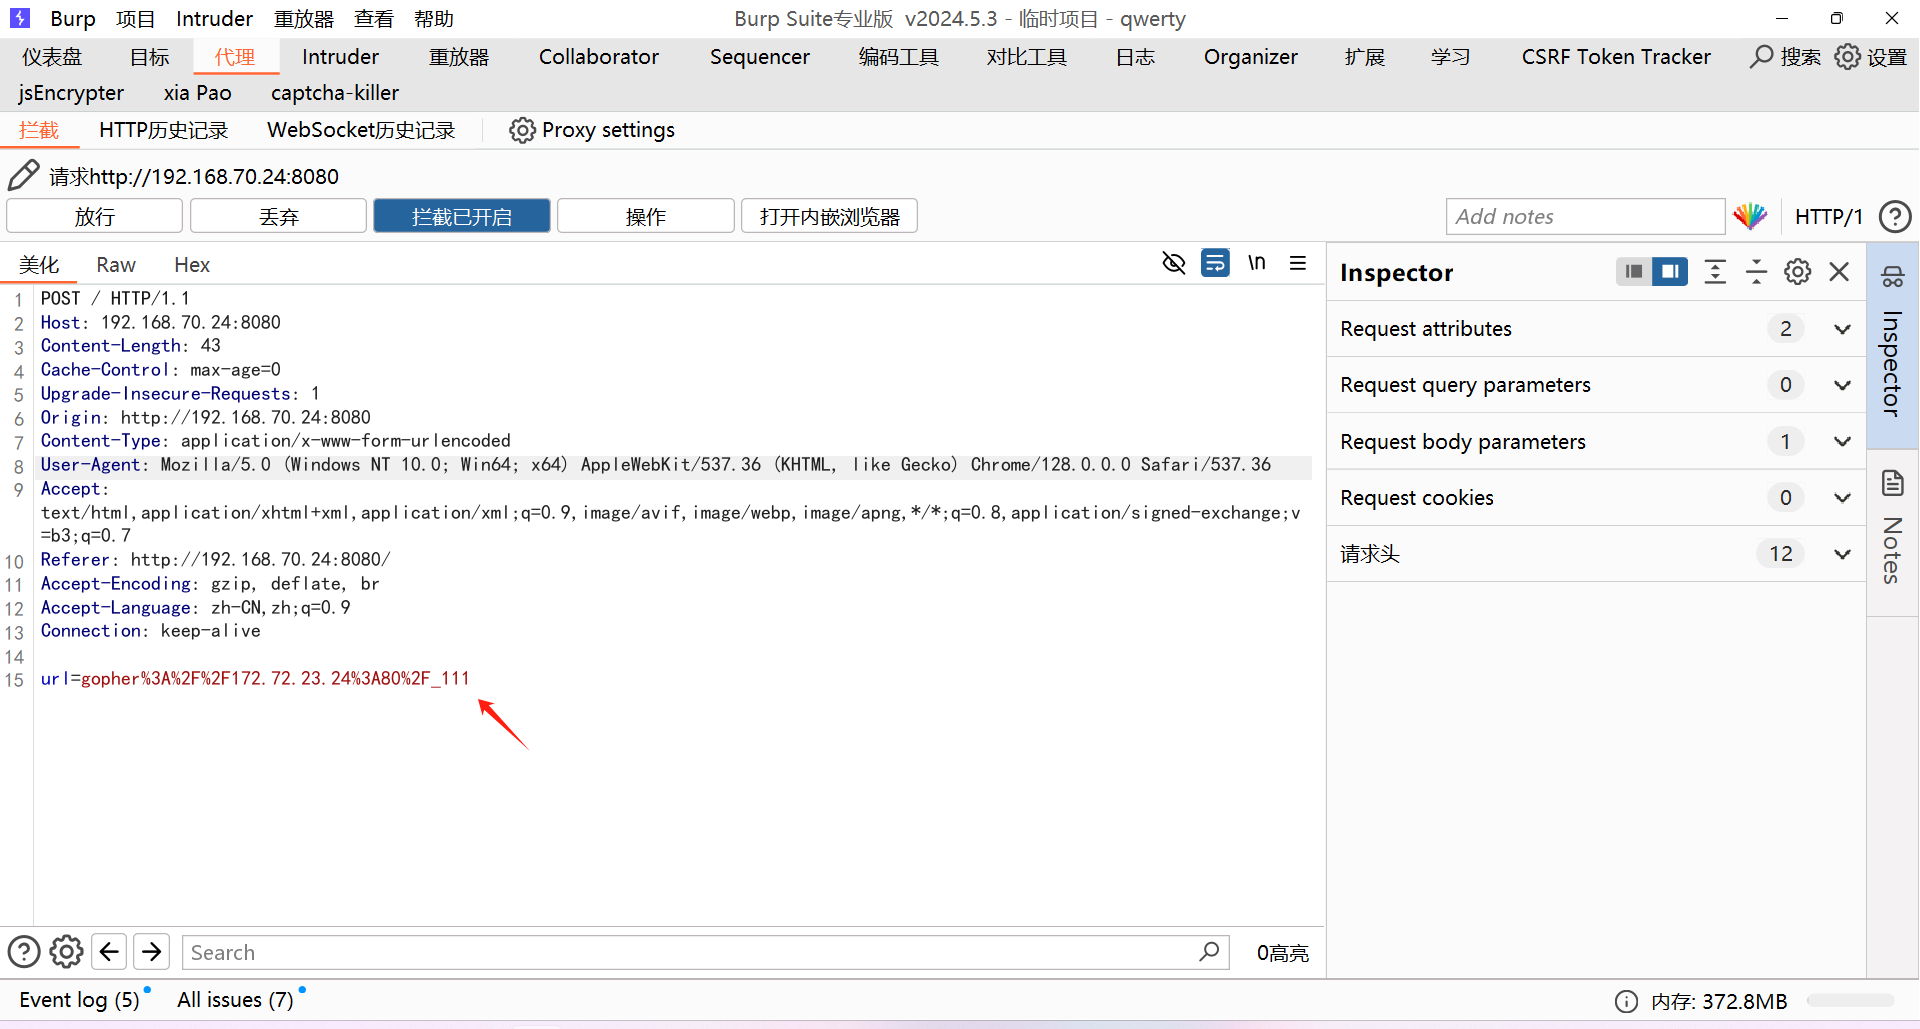 Burp 项目 Intruder 重放器 查看 帮助 Burp Suite专业版 v2024.5.3 - 临时项目 - qwerty
仪表盘 目标 代理 Intruder 重放器 Collaborator Sequencer 编码工具 对比工具 日志 Organizer 扩展 学习 CSRF Token Tracker 搜索 设置
jsEncrypter xia Pao captcha-killer
拦截 HTTP历史记录 WebSocket历史记录 Proxy settings
请求http://192.168.70.24:8080
放行 丢弃 拦截已开启 操作 打开内嵌浏览器 Add notes HTTP/1
美化 Raw Hex \n
1 POST / HTTP/1.1
2 Host: 192.168.70.24:8080
3 Content-Length: 43
4 Cache-Control: max-age=0
5 Upgrade-Insecure-Requests: 1
6 Origin: http://192.168.70.24:8080
7 Content-Type: application/x-www-form-urlencoded
8 User-Agent: Mozilla/5.0 (Windows NT 10.0; Win64; x64) AppleWebKit/537.36 (KHTML, like Gecko) Chrome/128.0.0.0 Safari/537.36
9 Accept:
text/html,application/xhtml+xml,application/xml;q=0.9,image/avif,image/webp,image/apng,*/*;q=0.8,application/signed-exchange;v
=b3;q=0.7
10 Referer: http://192.168.70.24:8080/
11 Accept-Encoding: gzip, deflate, br
12 Accept-Language: zh-CN,zh;q=0.9
13 Connection: keep-alive
14
15 url=gopher%3A%2F%2F172.72.23.24%3A80%2F_111
Inspector
Request attributes 2
Request query parameters 0
Request body parameters 1
Request cookies 0
请求头 12
Inspector
Notes
Search 0高亮
Event log (5) All issues (7) 内存: 372.8MB